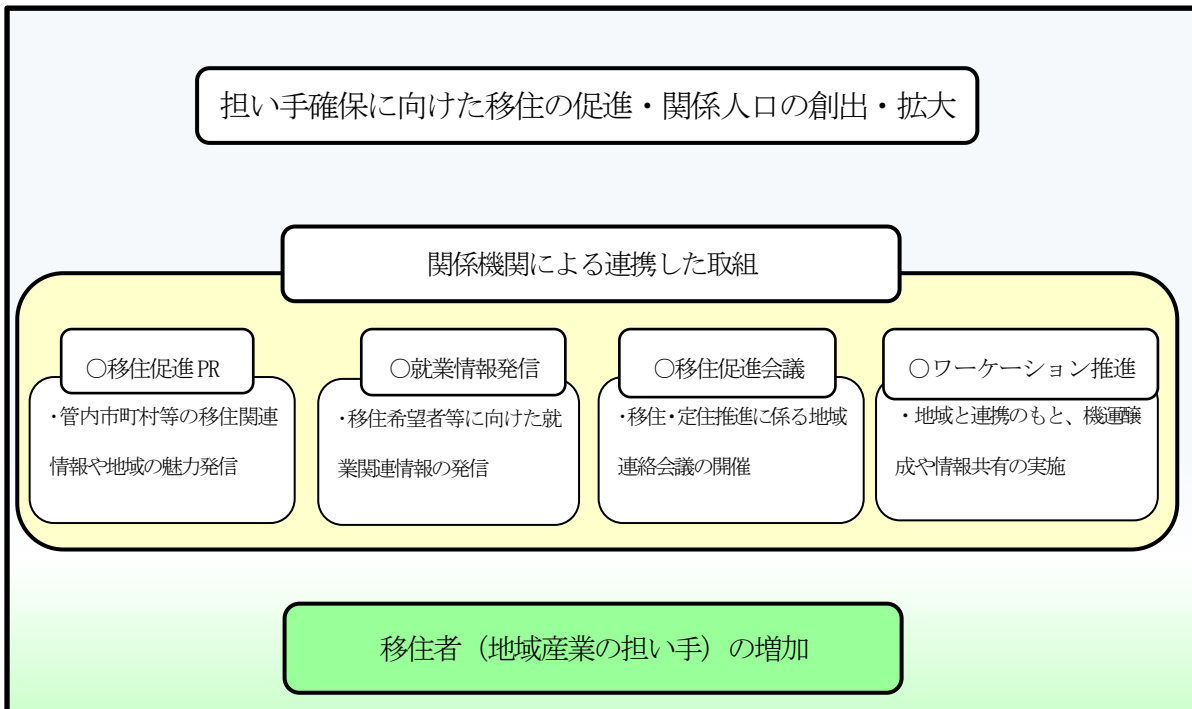 担い手確保に向けた移住の促進・関係人口の創出・拡大
関係機関による連携した取組
○移住促進PR
・管内市町村等の移住関連
情報や地域の魅力発信
○就業情報発信
・移住希望者等に向けた就
業関連情報の発信
○移住促進会議
・移住・定住推進に係る地域
連絡会議の開催
○ワーケーション推進
・地域と連携のもと、機運醸
成や情報共有の実施
移住者（地域産業の担い手）の増加